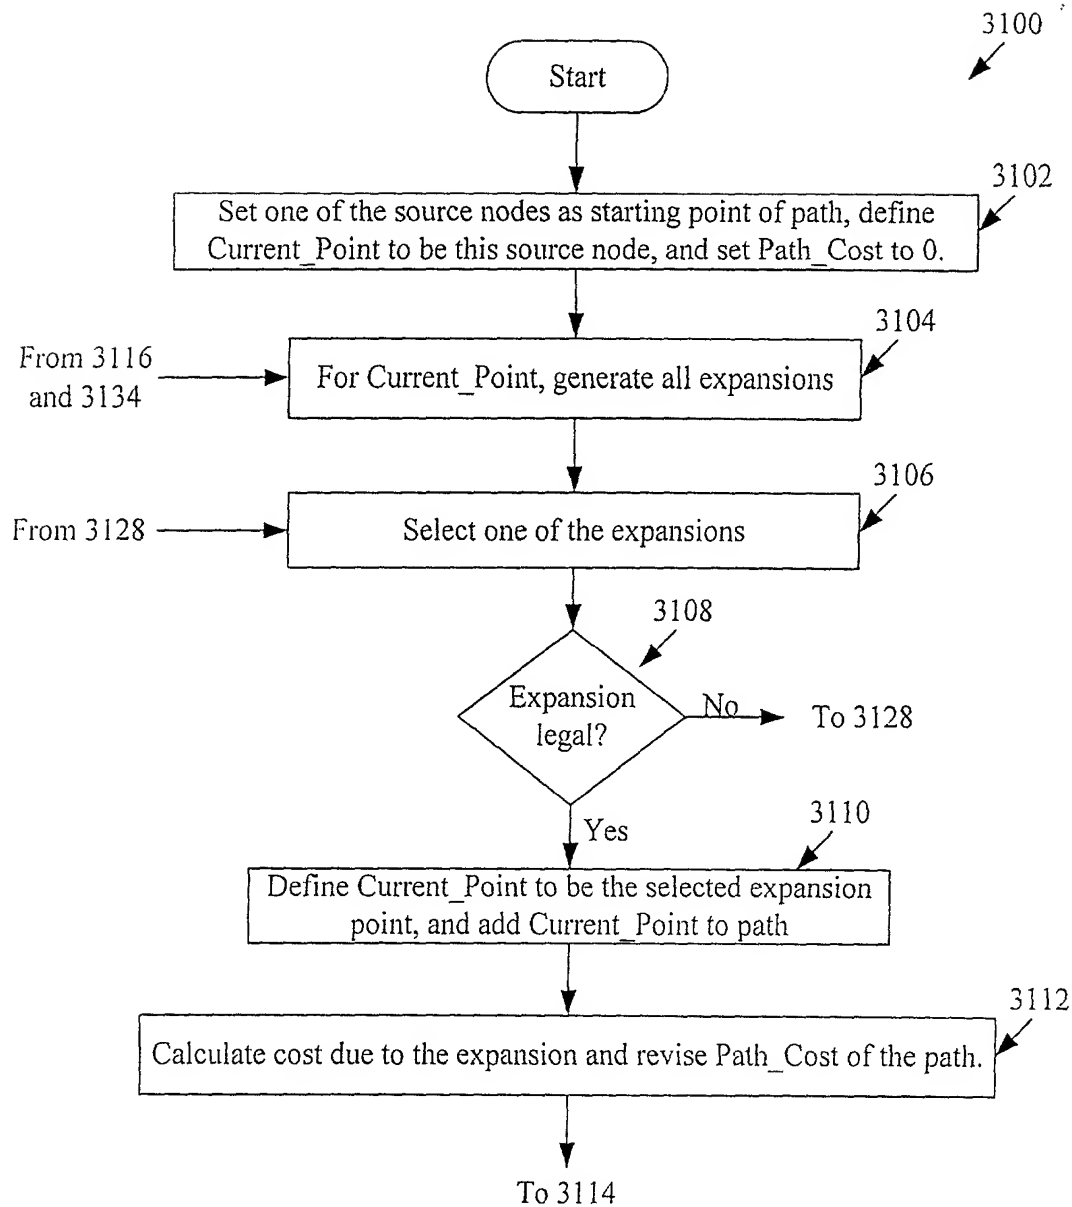 3100
Start
3102
Set one of the source nodes as starting point of path, define
Current_Point to be this source node, and set Path_Cost to 0.
3104
From 3116
and 3134
For Current_Point, generate all expansions
3106
From 3128
Select one of the expansions
3108
Expansion
legal?
No
To 3128
Yes
3110
Define Current_Point to be the selected expansion
point, and add Current_Point to path
3112
Calculate cost due to the expansion and revise Path_Cost of the path.
To 3114